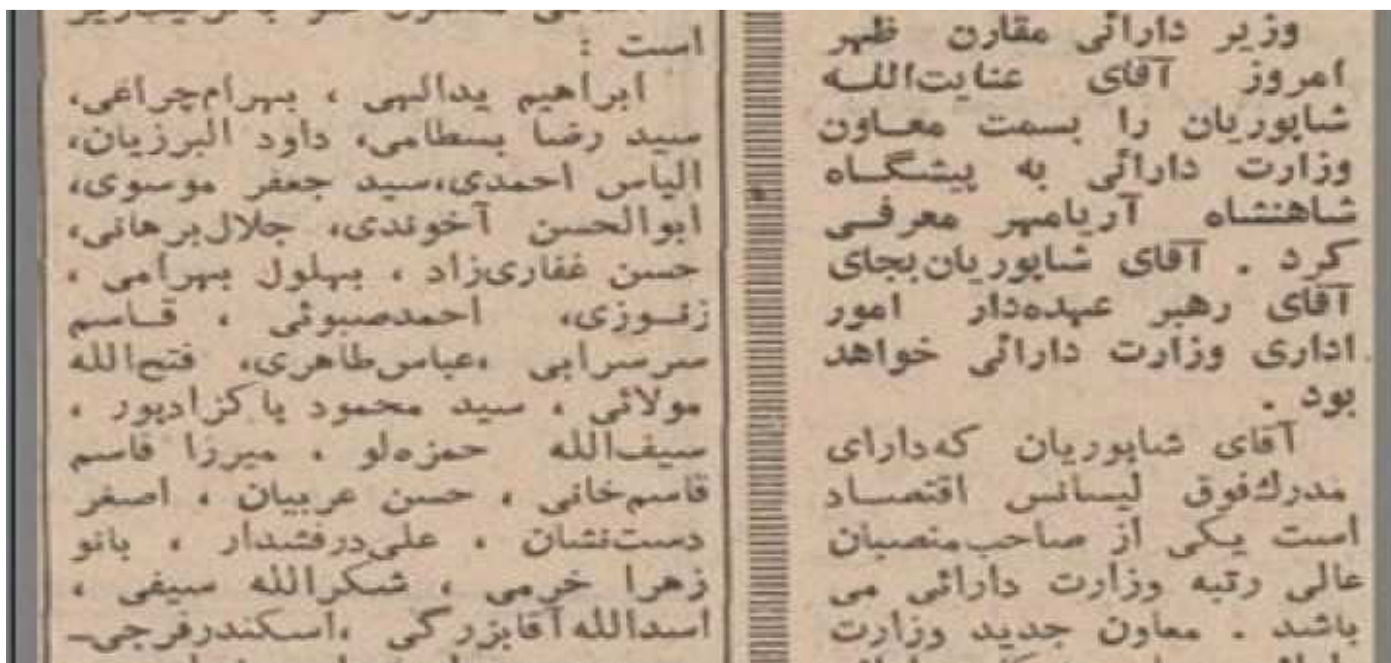 وزیر دارائی مقارن ظهر
امروز آقای عنایت‌الله
شاپوریان را بسمت معاون
وزارت دارائی به پیشگاه
شاهنشاه آریامهر معرفی
کرد . آقای شاپوریان بجای
آقای رهبر عهده‌دار امور
اداری وزارت دارائی خواهد
بود .
آقای شاپوریان که‌دارای
مدرك‌فوق لیسانس اقتصاد
است یکی از صاحب‌منصبان
عالی رتبه وزارت دارائی می
باشد . معاون جدید وزارت
است :
ابراهیم یدالهی ، بهرام‌چراغی،
سید رضا بسطامی، داود البرزیان،
الیاس احمدی،سید جعفر موسوی،
ابوالحسن آخوندی، جلال‌برهانی،
حسن غفاری‌زاد ، بهلول بهرامی ،
زنوزی، احمدصبوئی ، قاسم
سرسرابی ،عباس‌طاهری، فتح‌الله
مولائی ، سید محمود پاکزادپور ،
سیف‌الله حمزه‌لو ، میرزا قاسم
قاسم‌خانی ، حسن عربیان ، اصغر
دست‌نشان ، علی‌درفشدار ، بانو
زهرا خرمی ، شکرالله سیفی ،
اسدالله‌آقابزرگی ،اسکندرفرجی-